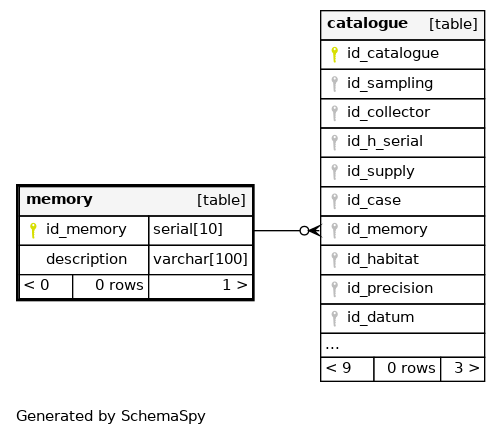 catalogue [table]
id_catalogue
id_sampling
id_collector
id_h_serial
id_supply
id_case
id_memory
id_habitat
id_precision
id_datum
...
< 9 0 rows 3 >
memory [table]
id_memory serial[10]
description varchar[100]
< 0 0 rows 1 >
Generated by SchemaSpy